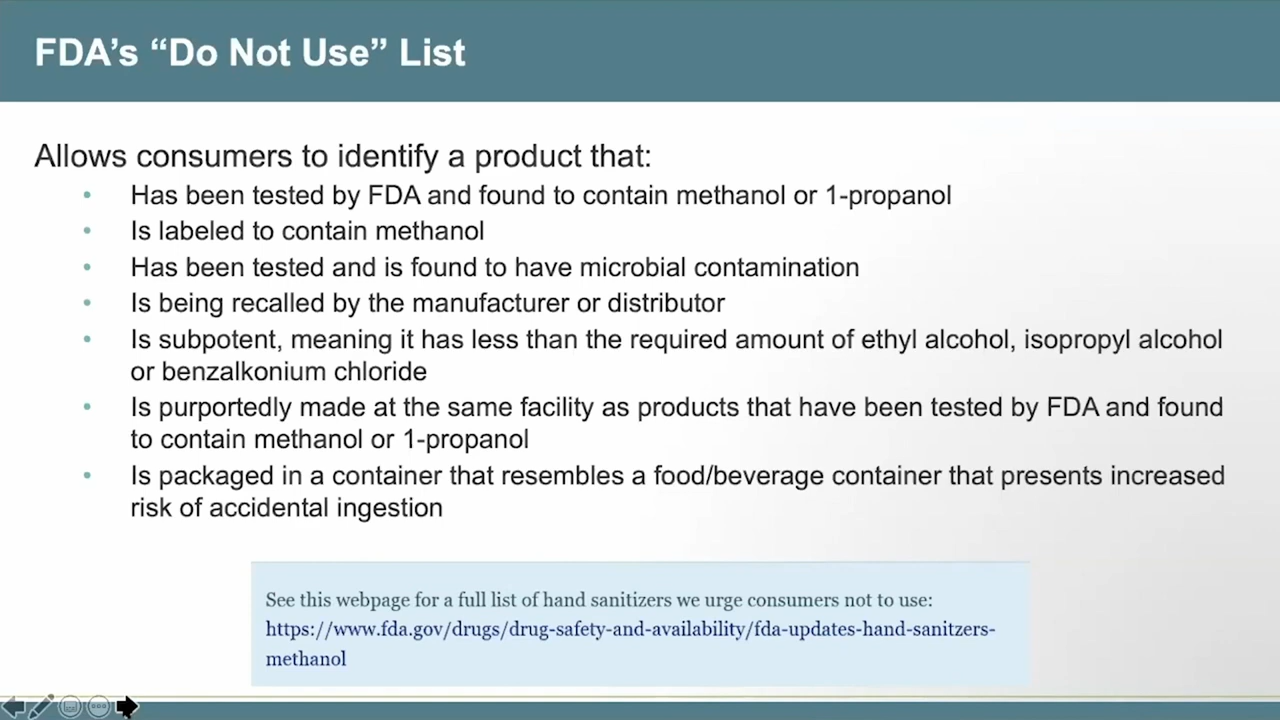 FDA’s “Do Not Use” List
Allows consumers to identify a product that:
• Has been tested by FDA and found to contain methanol or 1-propanol
• Is labeled to contain methanol
• Has been tested and is found to have microbial contamination
• Is being recalled by the manufacturer or distributor
• Is subpotent, meaning it has less than the required amount of ethyl alcohol, isopropyl alcohol
or benzalkonium chloride
• Is purportedly made at the same facility as products that have been tested by FDA and found
to contain methanol or 1-propanol
• Is packaged in a container that resembles a food/beverage container that presents increased
risk of accidental ingestion
See this webpage for a full list of hand sanitizers we urge consumers not to use:
https://www.fda.gov/drugs/drug-safety-and-availability/fda-updates-hand-sanitzers-
methanol